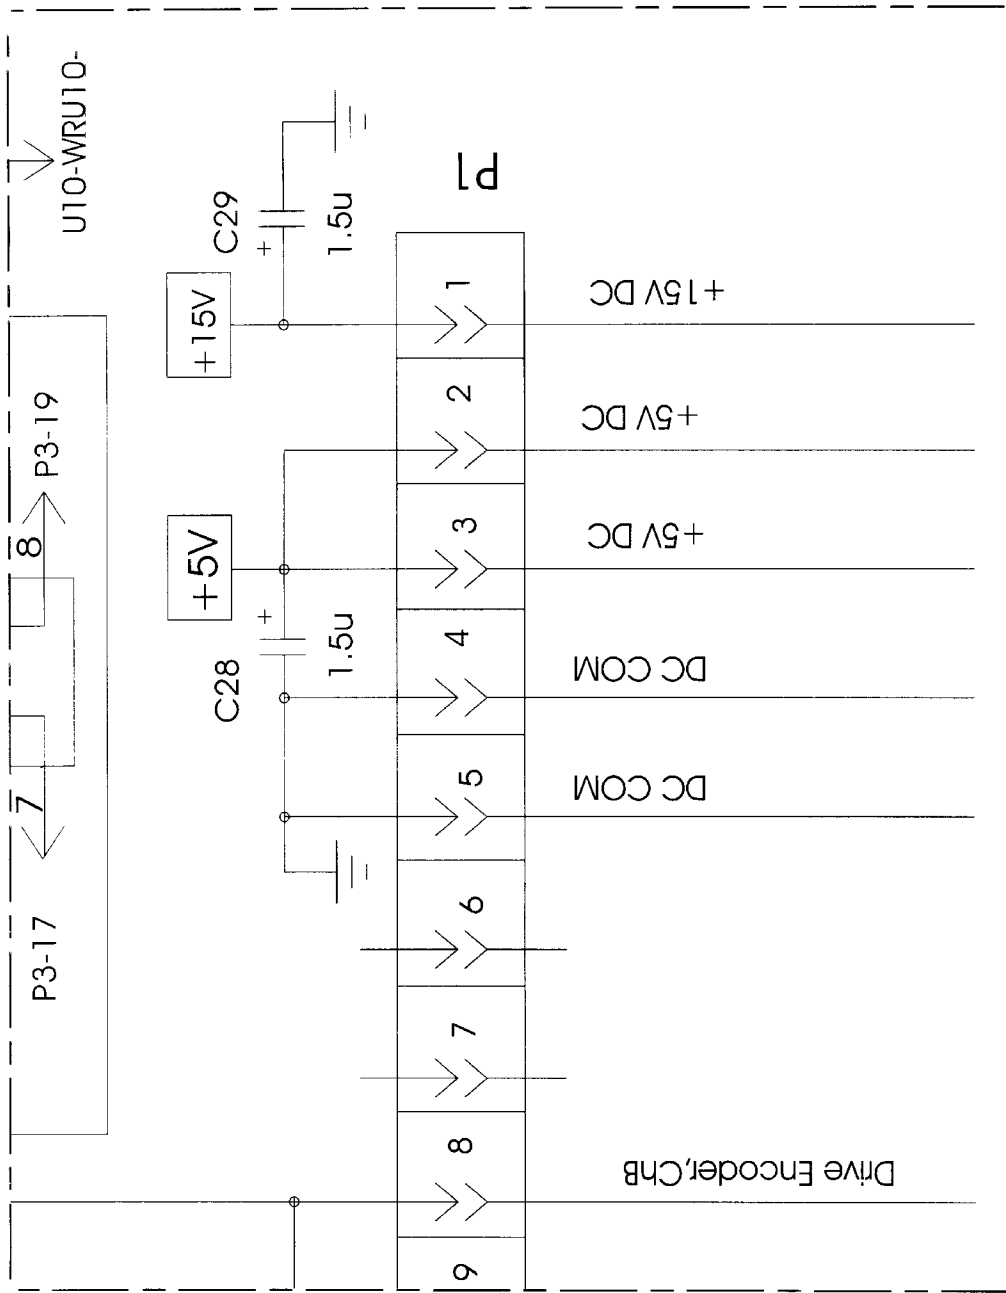 U10-WRU10-
P3-19
8
7
P3-17
C29
+
1.5u
+15V
+5V
+
C28
1.5u
P1
1
2
3
4
5
6
7
8
9
+15V DC
+5V DC
+5V DC
DC COM
DC COM
Drive Encoder,ChB